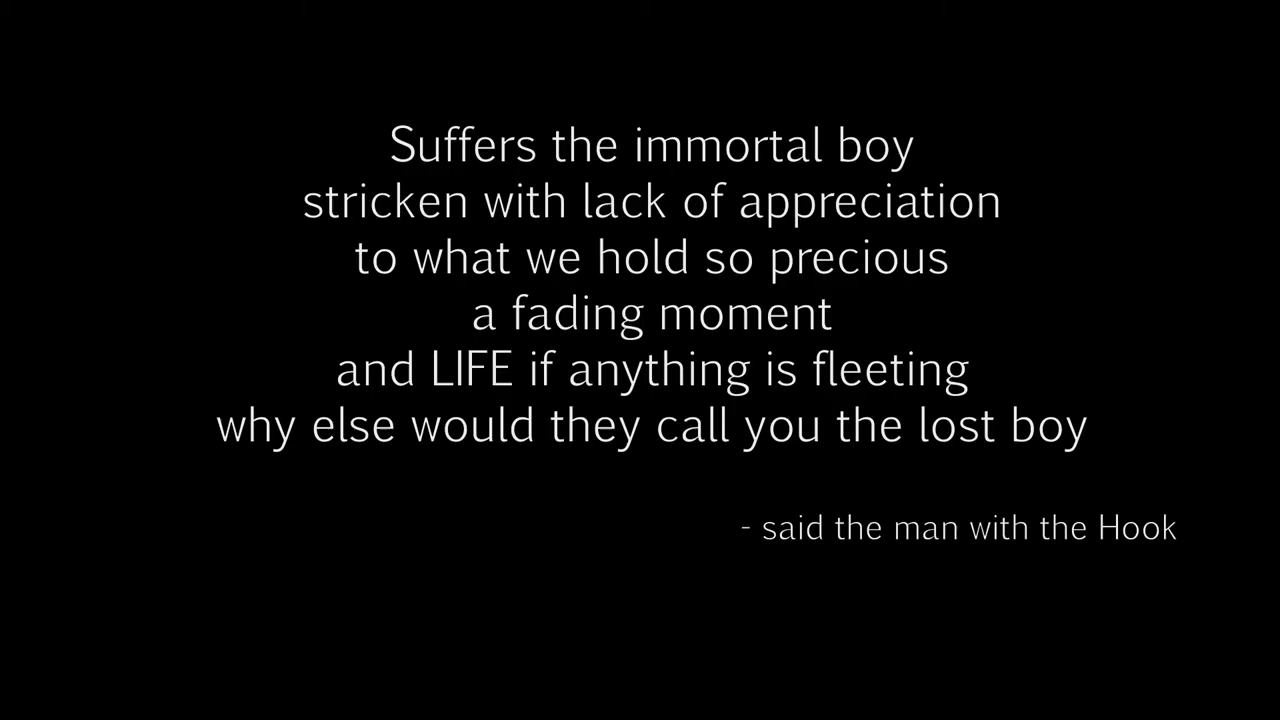 Suffers the immortal boy
stricken with lack of appreciation
to what we hold so precious
a fading moment
and LIFE if anything is fleeting
why else would they call you the lost boy
- said the man with the Hook